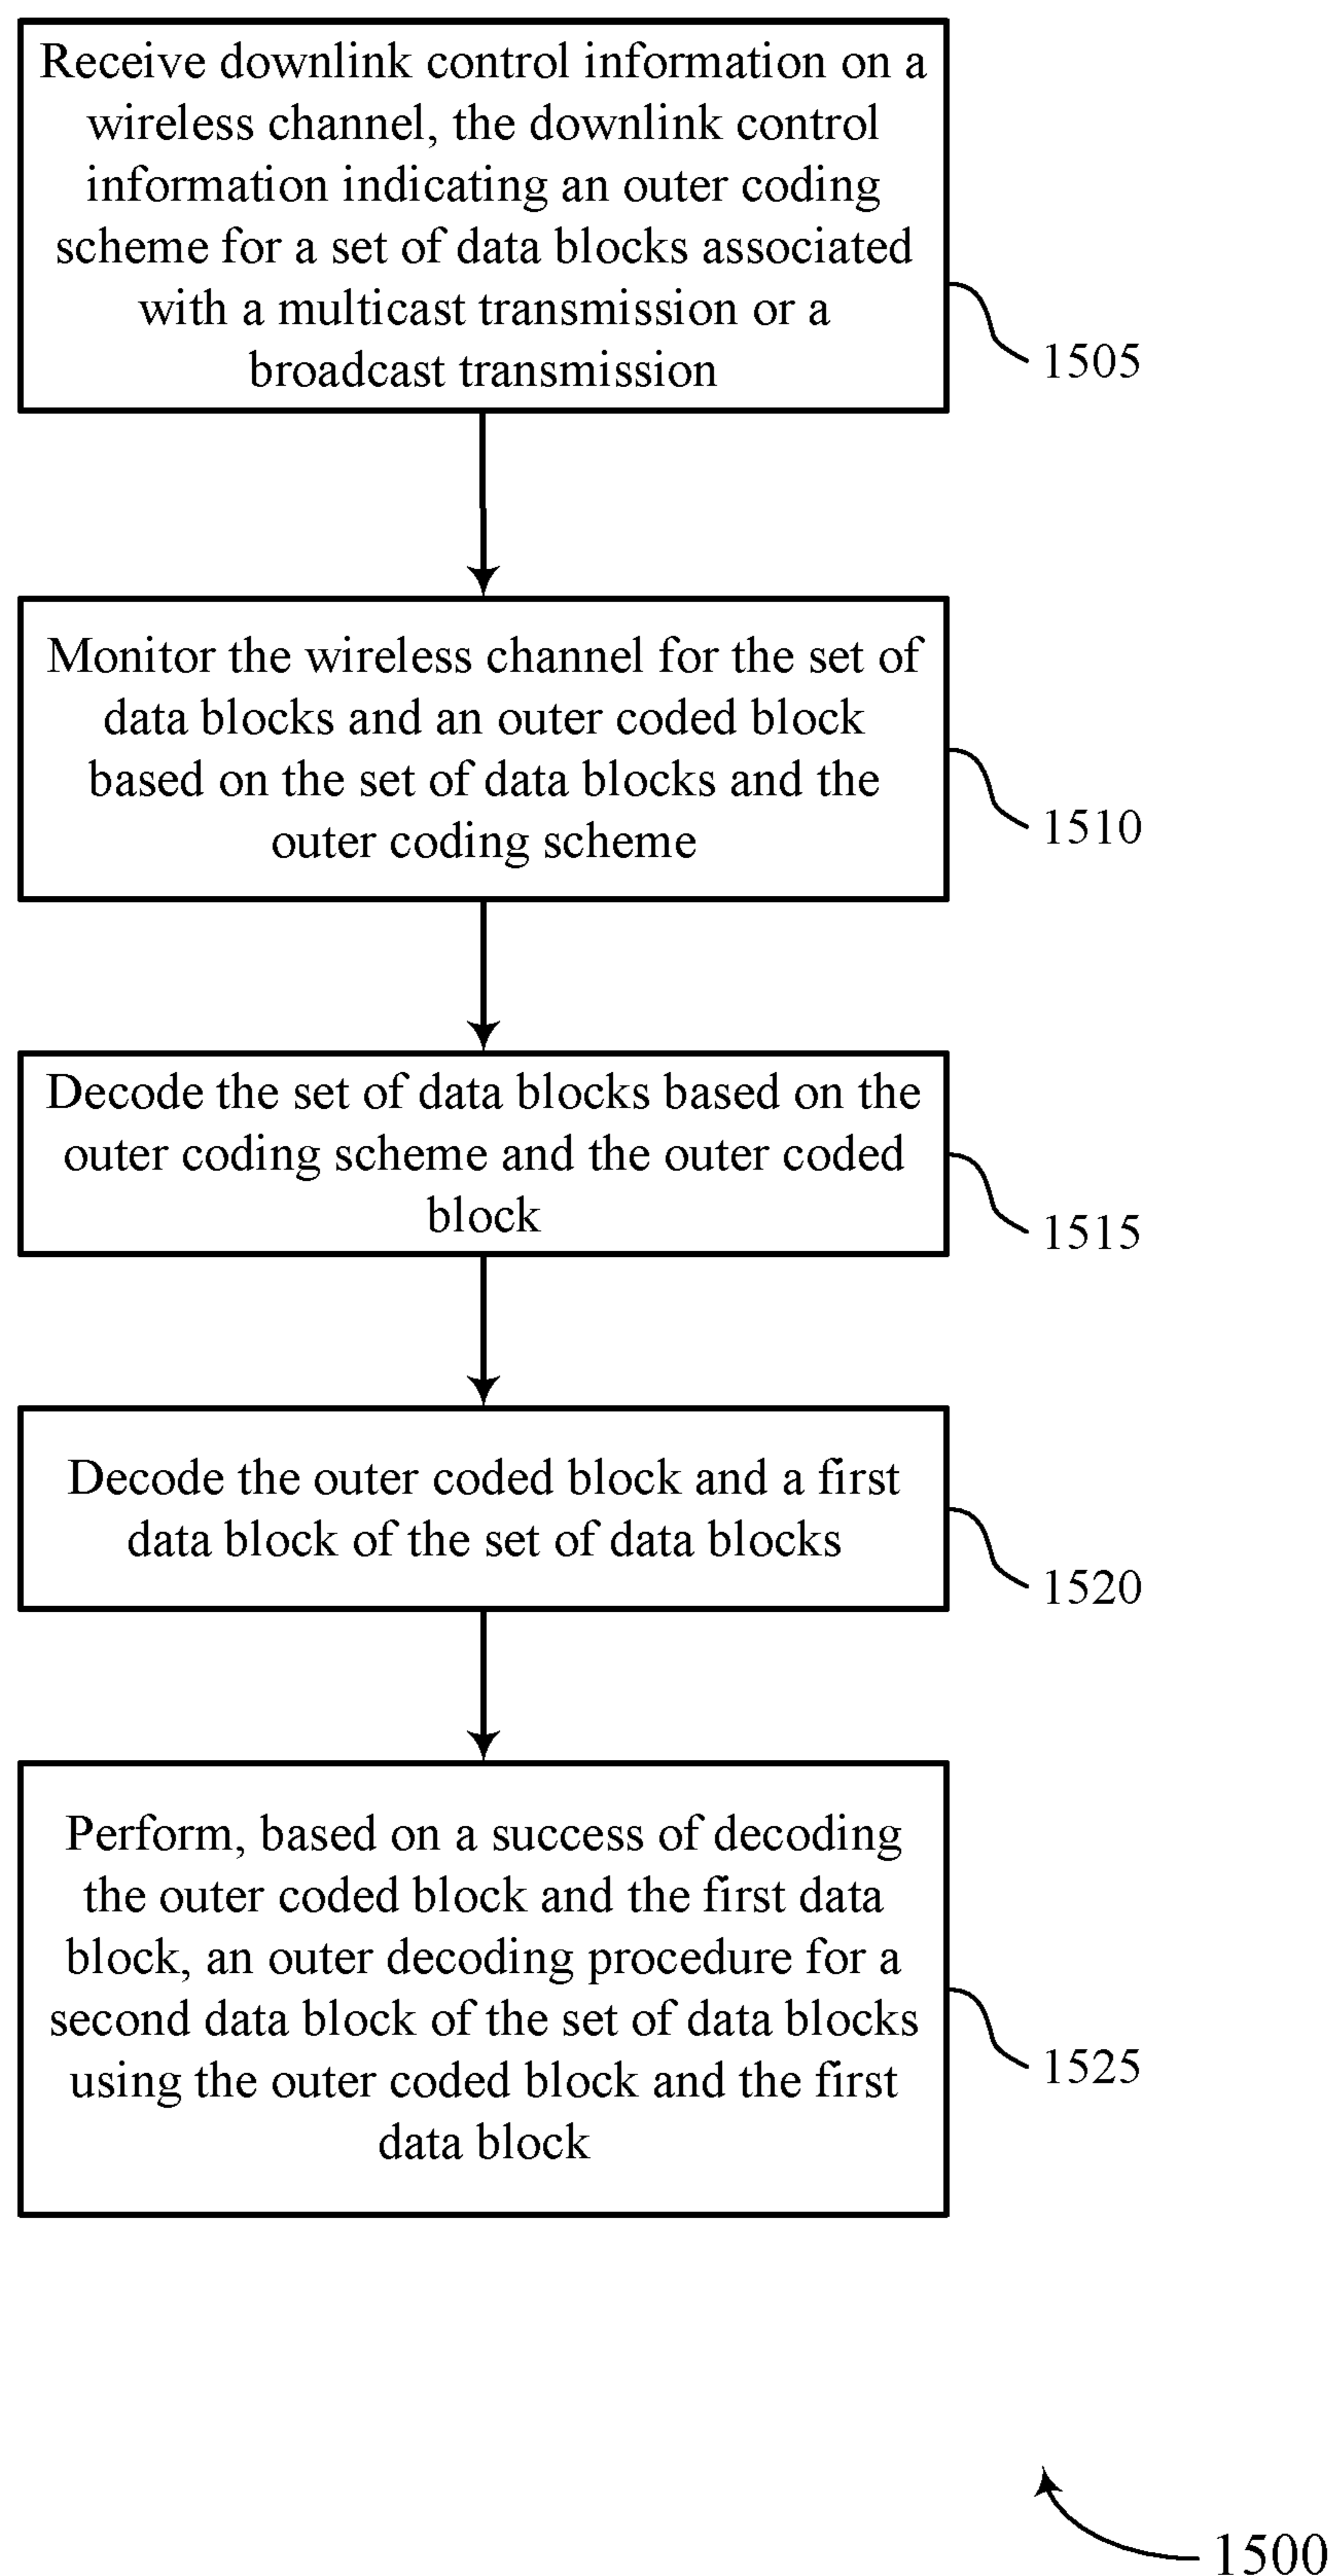 Receive downlink control information on a
wireless channel, the downlink control
information indicating an outer coding
scheme for a set of data blocks associated
with a multicast transmission or a
broadcast transmission
1505
Monitor the wireless channel for the set of
data blocks and an outer coded block
based on the set of data blocks and the
outer coding scheme
1510
Decode the set of data blocks based on the
outer coding scheme and the outer coded
block
1515
Decode the outer coded block and a first
data block of the set of data blocks
1520
Perform, based on a success of decoding
the outer coded block and the first data
block, an outer decoding procedure for a
second data block of the set of data blocks
using the outer coded block and the first
data block
1525
1500